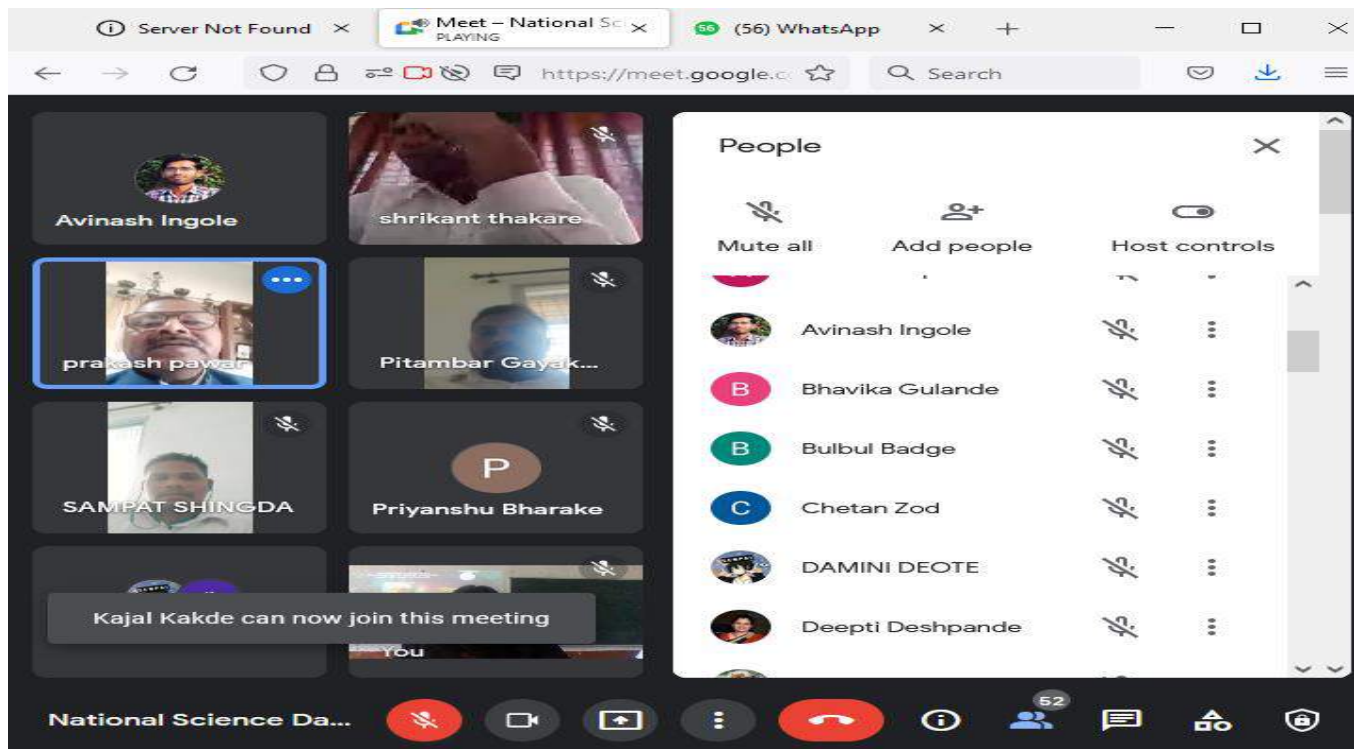 Server Not Found
Meet – National Sc
PLAYING
56
(56) WhatsApp
https://meet.google.c
Search
Avinash Ingole
shrikant thakare
prakash pawar
Pitambar Gayak...
SAMPAT SHINGDA
P
Priyanshu Bharake
Kajal Kakde can now join this meeting
You
People
Mute all
Add people
Host controls
Avinash Ingole
B
Bhavika Gulande
B
Bulbul Badge
C
Chetan Zod
DAMINI DEOTE
Deepti Deshpande
National Science Da...
52